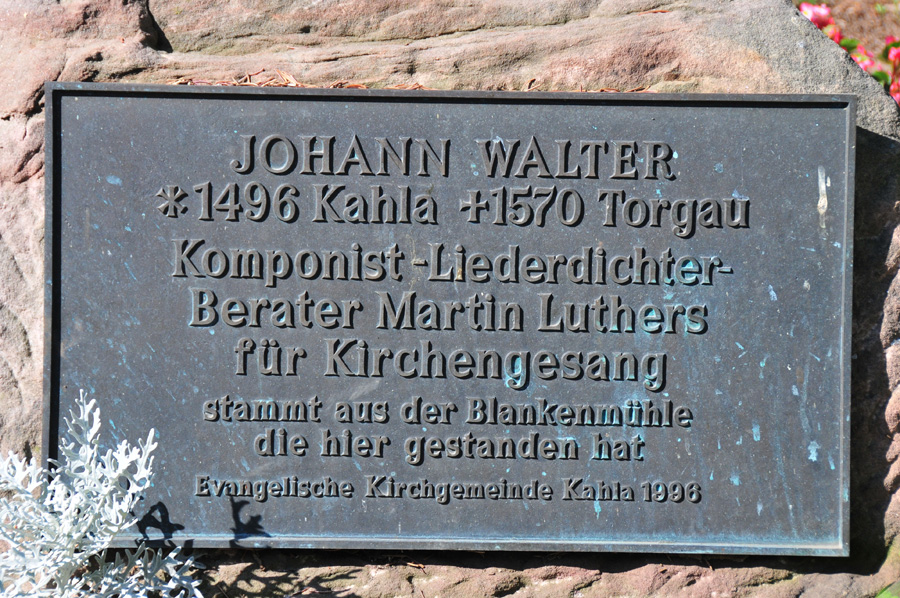 JOHANN WALTER
*1496 Kahla +1570 Torgau
Komponist-Liederdichter-
Berater Martin Luthers
für Kirchengesang
stammt aus der Blankenmühle
die hier gestanden hat
Evangelische Kirchgemeinde Kahla 1996